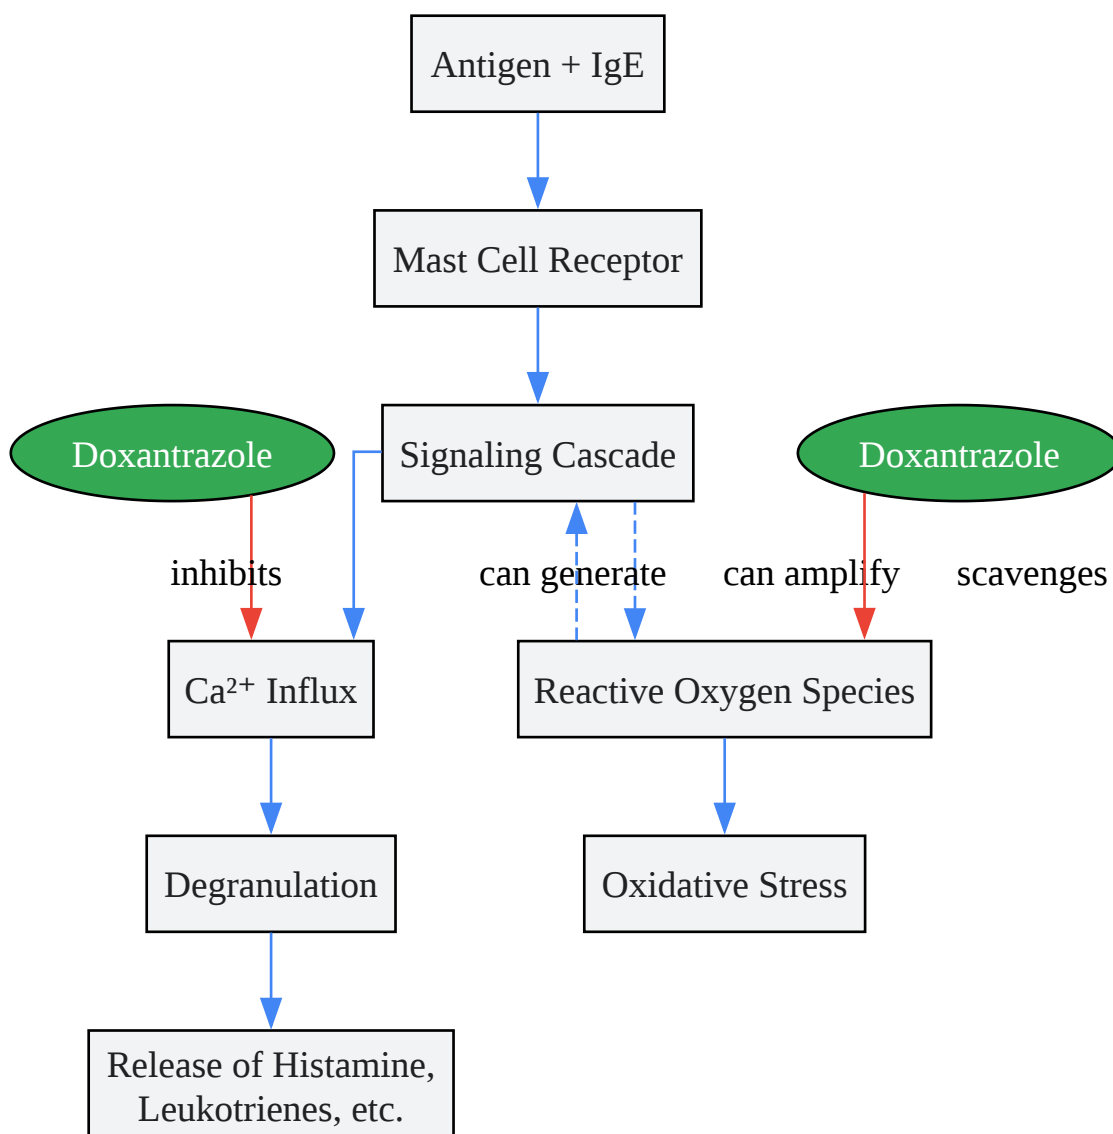 Antigen + IgE
Mast Cell Receptor
Doxantrazole
Signaling Cascade
Doxantrazole
inhibits
can generate
can amplify
scavenges
Ca²⁺ Influx
Reactive Oxygen Species
Degranulation
Oxidative Stress
Release of Histamine,
Leukotrienes, etc.